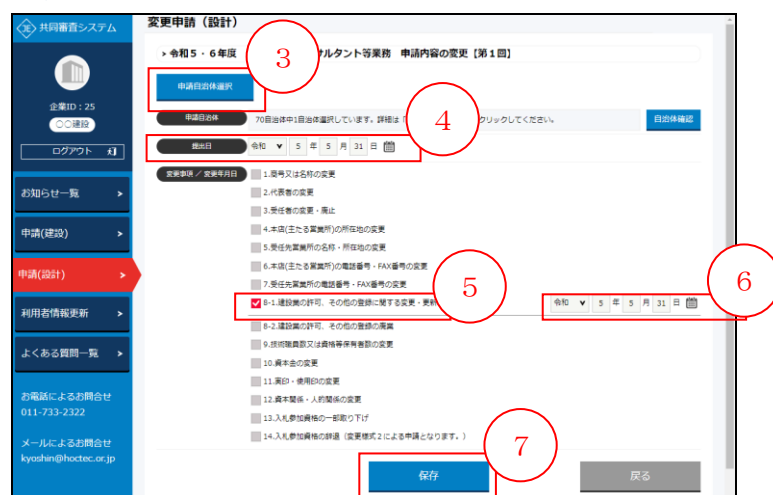 共同審査システム
企業ID：25
○○建設
ログアウト
お知らせ一覧 >
申請(建設) >
申請(設計) >
利用者情報更新 >
よくある質問一覧 >
お電話によるお問合せ
011-733-2322
メールによるお問合せ
kyoshin@hoctec.or.jp
変更申請（設計）
> 令和５・６年度 サルタント等業務 申請内容の変更【第１回】
3
申請自治体選択
申請自治体 70自治体中1自治体選択しています。詳細は「 クリックしてください。 自治体確認
4
提出日 令和 ▼ 5 年 5 月 31 日
変更事項 ／ 変更年月日 1.商号又は名称の変更
2.代表者の変更
3.受任者の変更・廃止
4.本店(主たる営業所)の所在地の変更
5.受任先営業所の名称・所在地の変更
6.本店(主たる営業所)の電話番号・FAX番号の変更
7.受任先営業所の電話番号・FAX番号の変更
5
6
8-1.建設業の許可、その他の登録に関する変更・更新 令和 ▼ 5 年 5 月 31 日
8-2.建設業の許可、その他の登録の廃業
9.技術職員数又は資格等保有者数の変更
10.資本金の変更
11.実印・使用印の変更
12.資本関係・人的関係の変更
13.入札参加資格の一部取り下げ
14.入札参加資格の辞退（変更様式２による申請となります。）
7
保存 戻る